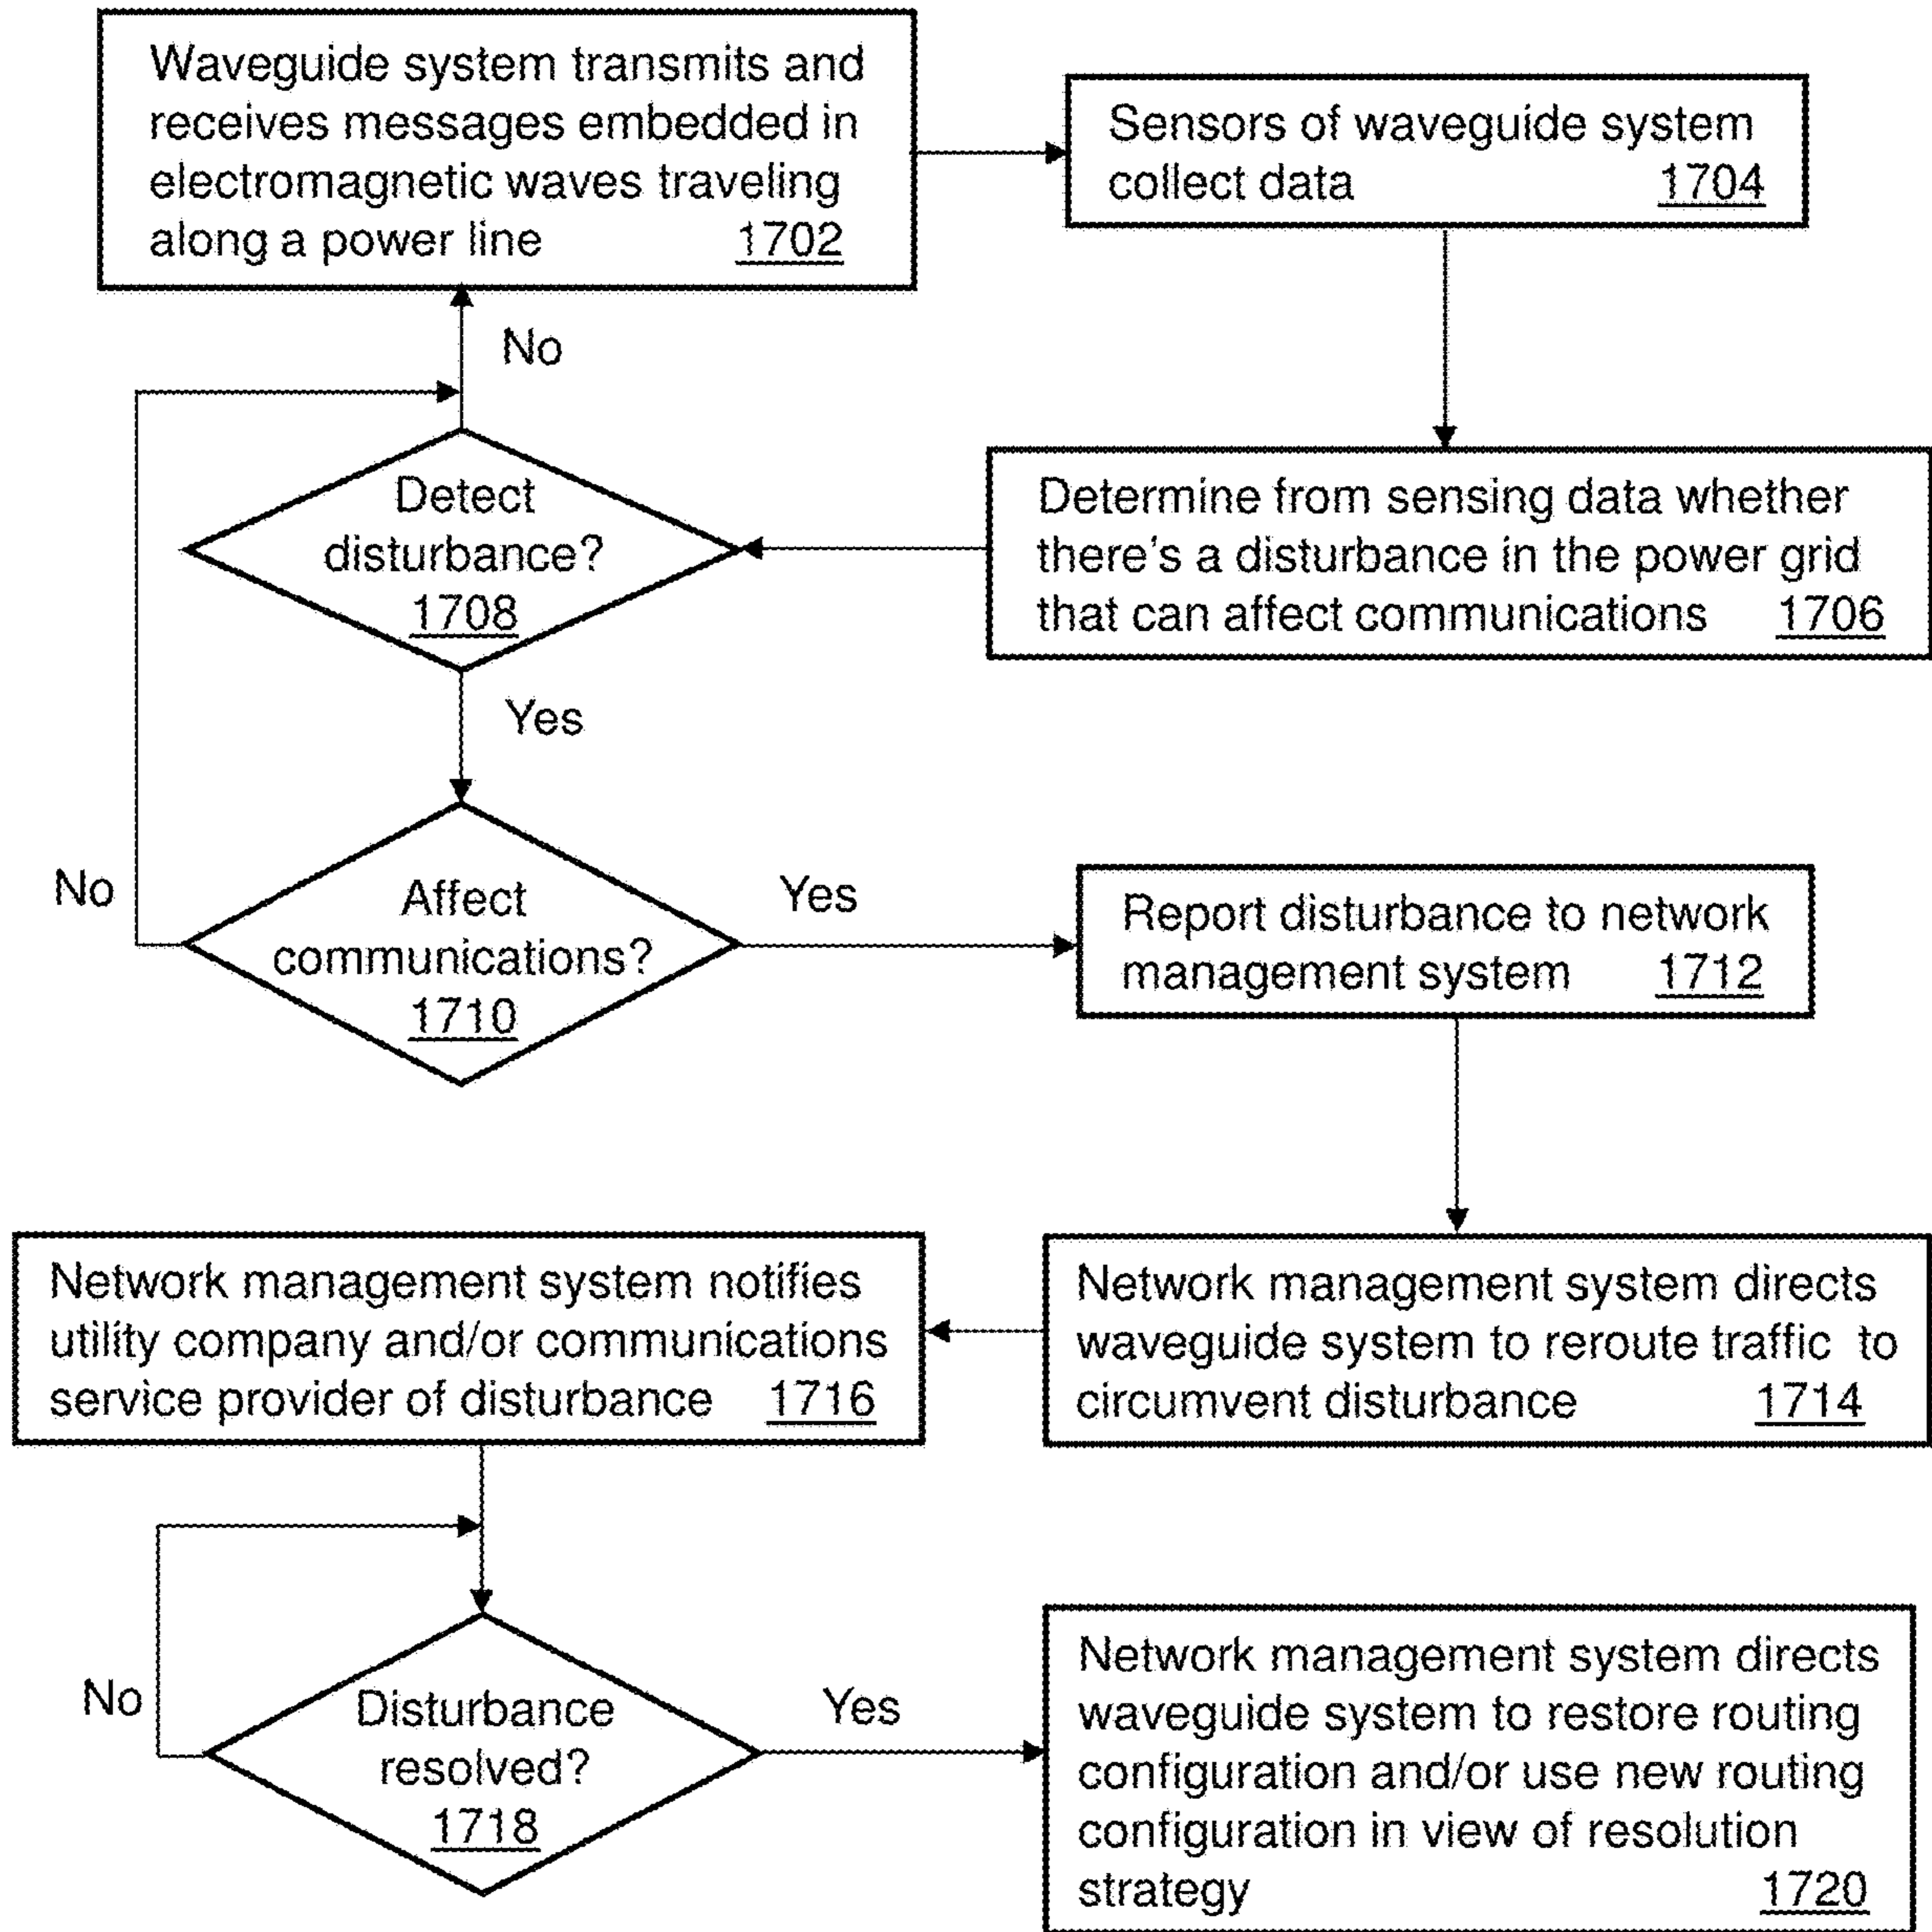 Waveguide system transmits and
receives messages embedded in
electromagnetic waves traveling
along a power line 1702
Sensors of waveguide system
collect data 1704
No
Detect
disturbance?
1708
Determine from sensing data whether
there's a disturbance in the power grid
that can affect communications 1706
Yes
No
Affect
communications?
1710
Yes
Report disturbance to network
management system 1712
Network management system directs
waveguide system to reroute traffic to
circumvent disturbance 1714
Network management system notifies
utility company and/or communications
service provider of disturbance 1716
No
Disturbance
resolved?
1718
Yes
Network management system directs
waveguide system to restore routing
configuration and/or use new routing
configuration in view of resolution
strategy 1720